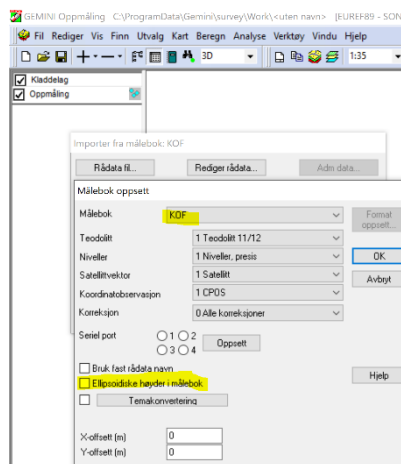 GEMINI Oppmåling C:\ProgramData\Gemini\survey\Work\<uten navn> [EUREF89 - SON
Fil Rediger Vis Finn Utvalg Kart Beregn Analyse Verktøy Vindu Hjelp
3D 1:35
Kladdelag
Oppmåling
Importer fra målebok: KOF
Rådata fil... Rediger rådata... Adm data...
Målebok oppsett
Målebok KOF Format oppsett...
Teodolitt 1 Teodolitt 11/12
Niveller 1 Niveller, presis OK
Satellittvektor 1 Satellitt Avbryt
Koordinatobservasjon 1 CPOS
Korreksjon 0 Alle korreksjoner
Seriel port 1 2 Oppsett
3 4
Bruk fast rådata navn
Ellipsoidiske høyder i målebok Hjelp
Temakonvertering
X-offsett (m) 0
Y-offsett (m) 0